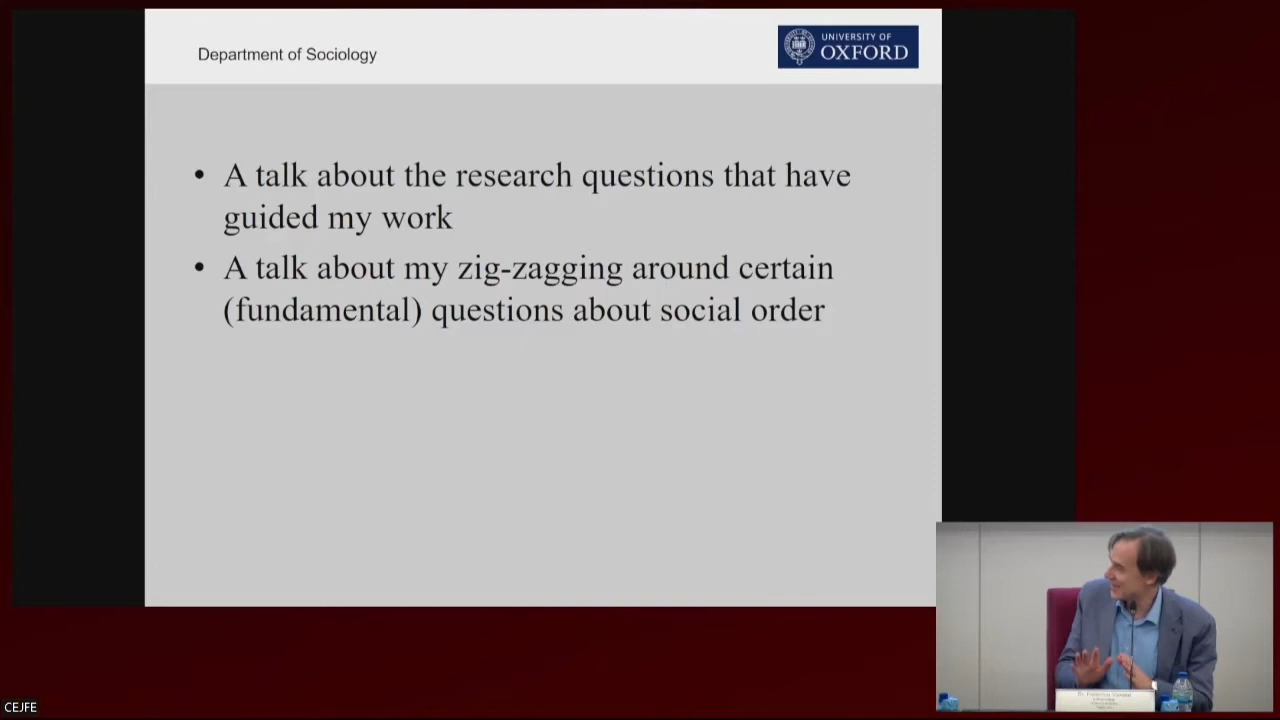 Department of Sociology
UNIVERSITY OF
OXFORD
• A talk about the research questions that have
guided my work
• A talk about my zig-zagging around certain
(fundamental) questions about social order
CEJFE